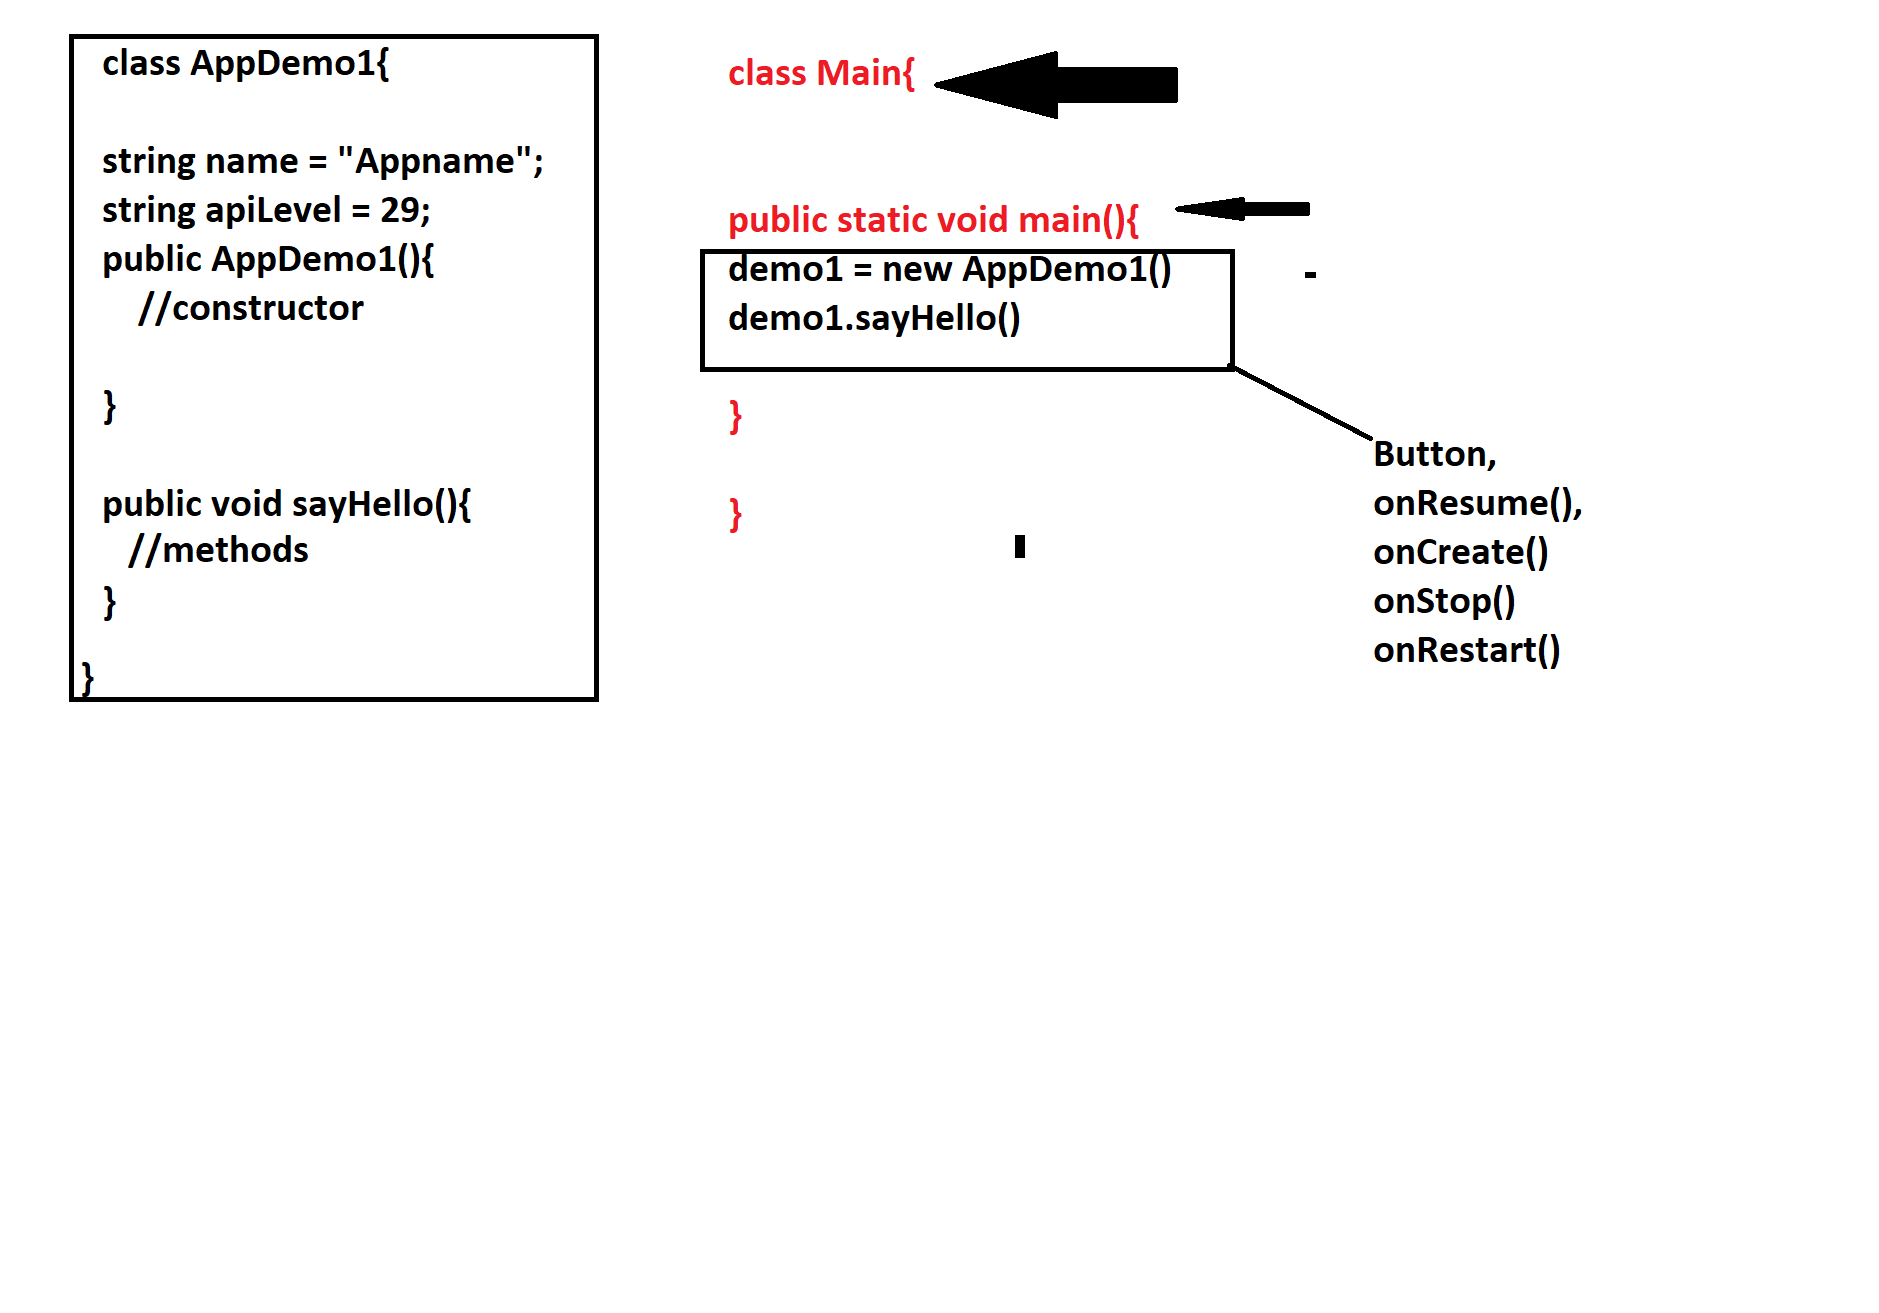 class AppDemo1{
string name = "Appname";
string apiLevel = 29;
public AppDemo1(){
//constructor
}
public void sayHello(){
//methods
}
}
class Main{
public static void main(){
demo1 = new AppDemo1()
demo1.sayHello()
}
}
Button,
onResume(),
onCreate()
onStop()
onRestart()